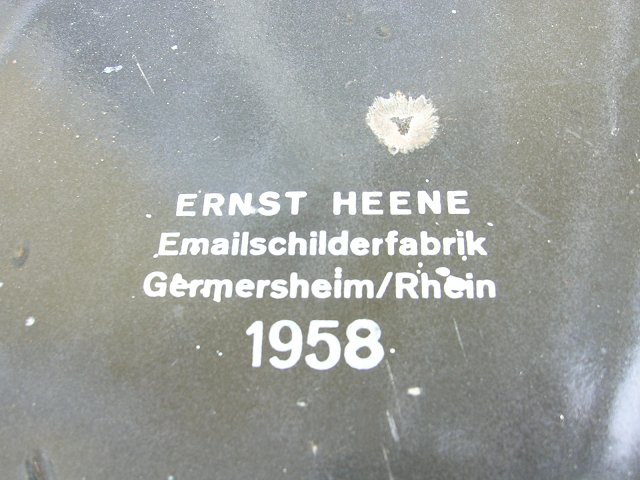 ERNST HEENE
Emailschilderfabrik
Germersheim/Rhein
1958